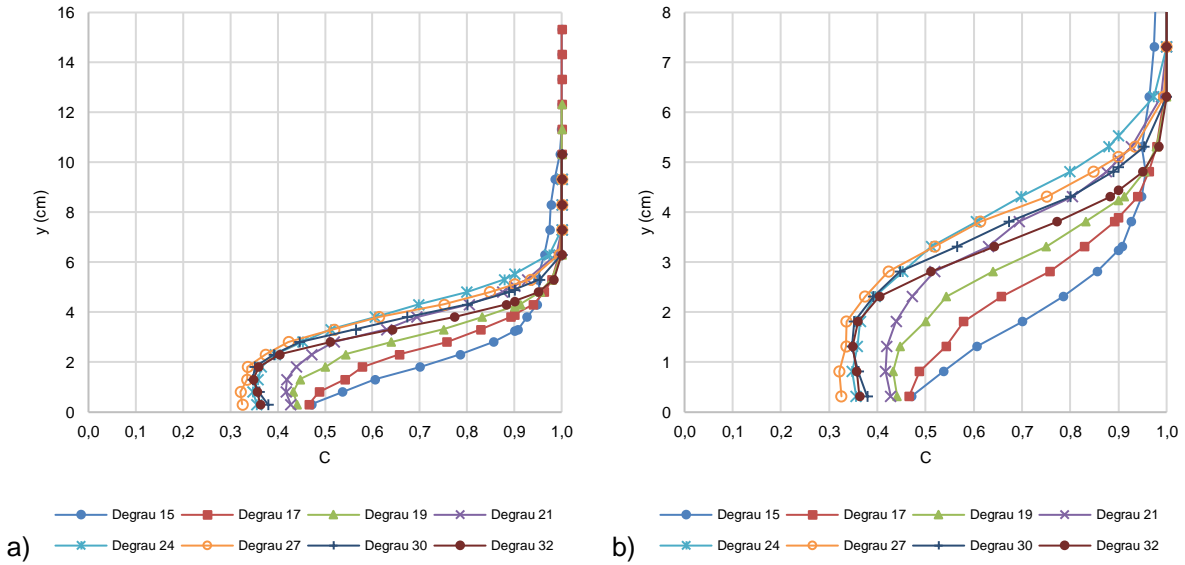 16
14
12
10
8
6
4
2
0
y (cm)
0,0 0,1 0,2 0,3 0,4 0,5 0,6 0,7 0,8 0,9 1,0
C
Degrau 15 Degrau 17 Degrau 19 Degrau 21
Degrau 24 Degrau 27 Degrau 30 Degrau 32
a)
8
7
6
5
4
3
2
1
0
y (cm)
0,0 0,1 0,2 0,3 0,4 0,5 0,6 0,7 0,8 0,9 1,0
C
Degrau 15 Degrau 17 Degrau 19 Degrau 21
Degrau 24 Degrau 27 Degrau 30 Degrau 32
b)